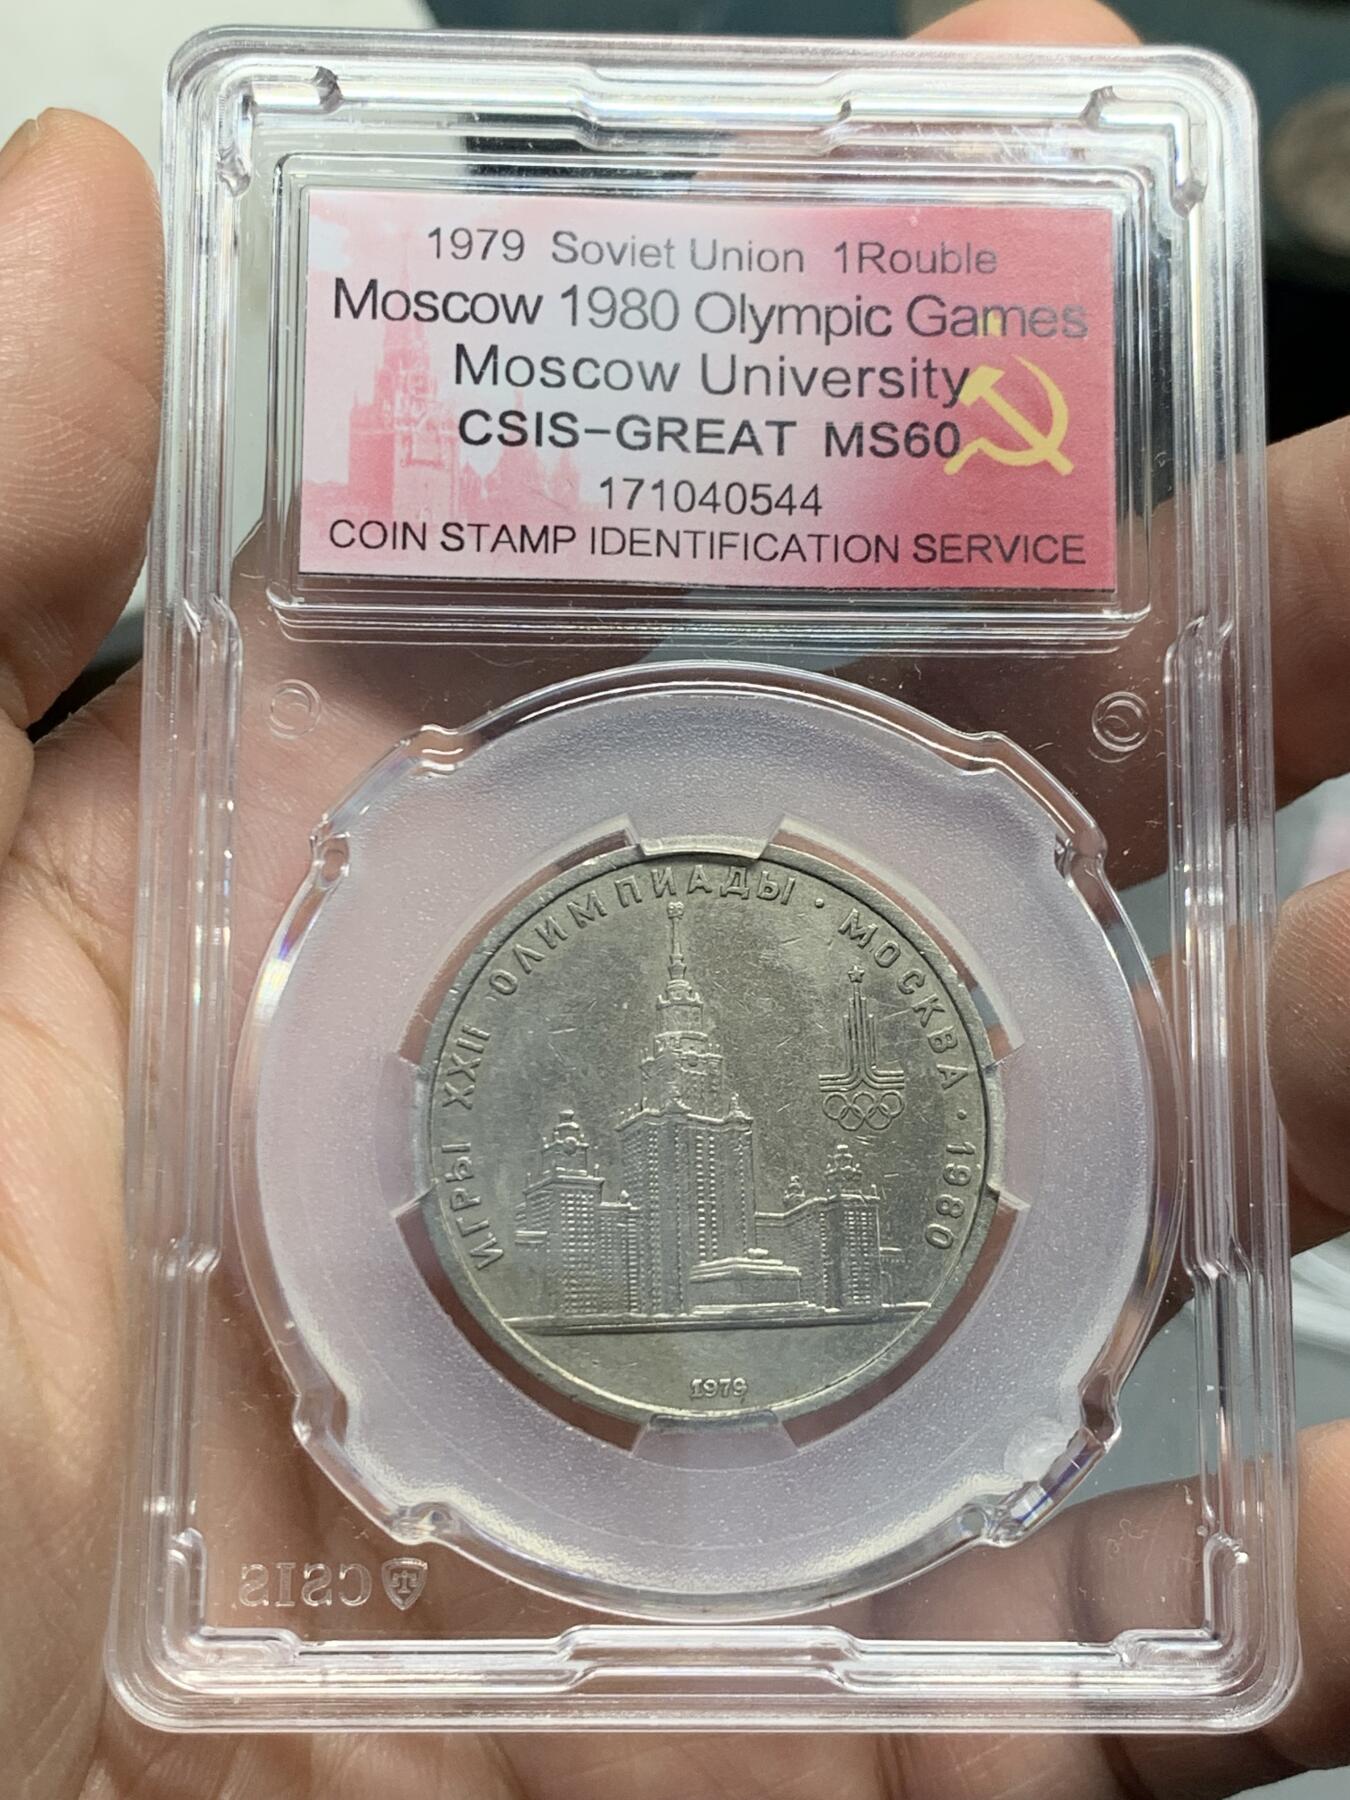 1979 Soviet Union 1Rouble
Moscow 1980 Olympic Games
Moscow University
CSIS-GREAT MS60
171040544
COIN STAMP IDENTIFICATION SERVICE
ИГРЫ XXII ОЛИМПИАДЫ · МОСКВА · 1980
1979
CSIS